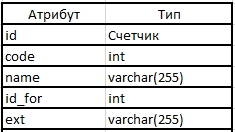 Атрибут Тип
id Счетчик
code int
name varchar(255)
id_for int
ext varchar(255)